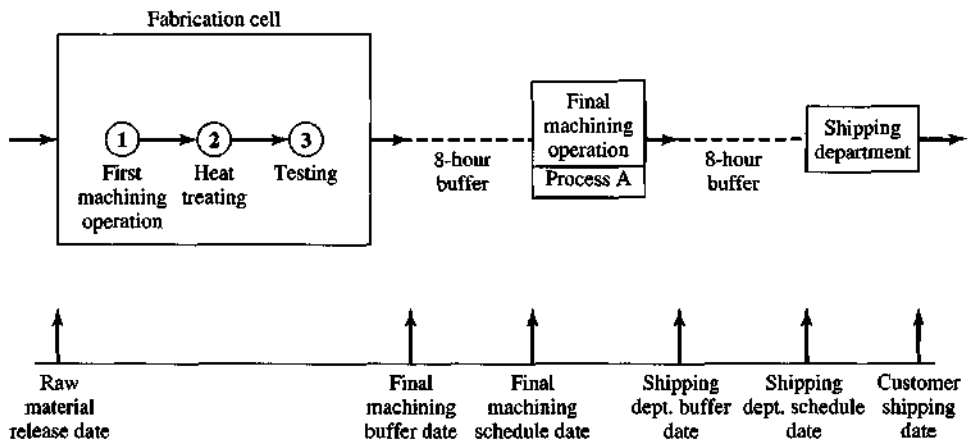 Fabrication cell
1
2
3
First
machining
operation
Heat
treating
Testing
8-hour
buffer
Final
machining
operation
Process A
8-hour
buffer
Shipping
department
Raw
material
release date
Final
machining
buffer date
Final
machining
schedule date
Shipping
dept. buffer
date
Shipping
dept. schedule
date
Customer
shipping
date